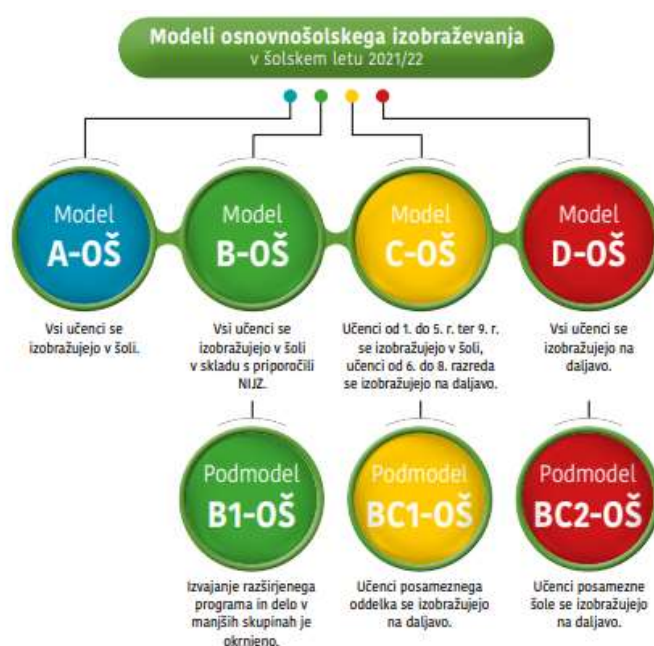 Modeli osnovnošolskega izobraževanja
v šolskem letu 2021/22
Model
A-OŠ
Vsi učenci se
izobražujejo v šoli.
Model
B-OŠ
Vsi učenci se
izobražujejo v šoli
v skladu s priporočili
NIJZ.
Model
C-OŠ
Učenci od 1. do 5. r. ter 9. r.
se izobražujejo v šoli,
učenci od 6. do 8. razreda
se izobražujejo na daljavo.
Model
D-OŠ
Vsi učenci se
izobražujejo na
daljavo.
Podmodel
B1-OŠ
Izvajanje razširjenega
programa in delo v
manjših skupinah je
okrnjeno.
Podmodel
BC1-OŠ
Učenci posameznega
oddelka se izobražujejo
na daljavo.
Podmodel
BC2-OŠ
Učenci posamezne
šole se izobražujejo
na daljavo.